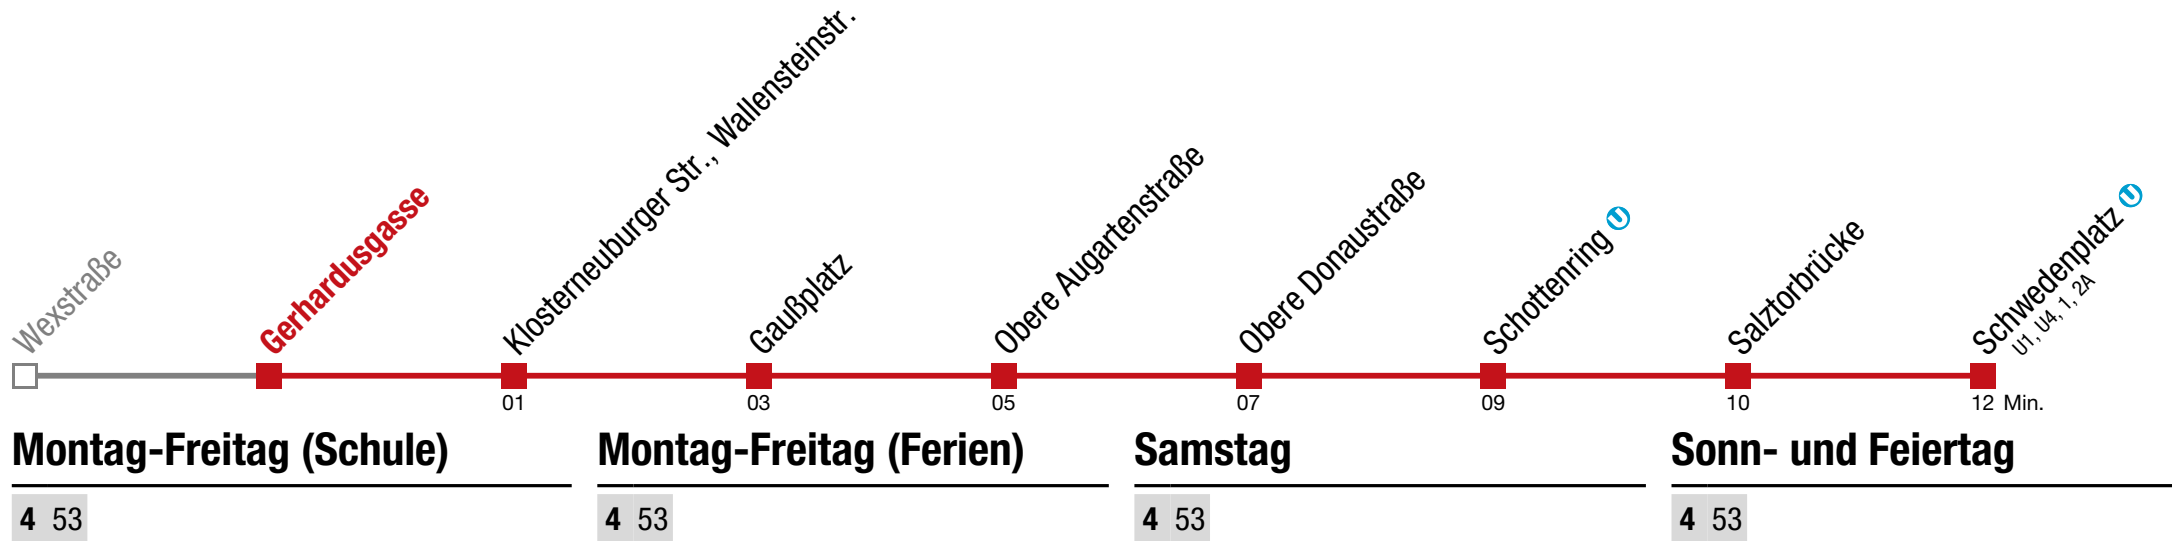 Wexstraße
Gerhardusgasse
Klosterneuburger Str., Wallensteinstr.
Gaußplatz
Obere Augartenstraße
Obere Donaustraße
Schottenring U
Salztorbrücke
Schwedenplatz U
U1, U4, 1, 2A
01 03 05 07 09 10 12 Min.
Montag-Freitag (Schule)
4 53
Montag-Freitag (Ferien)
4 53
Samstag
4 53
Sonn- und Feiertag
4 53